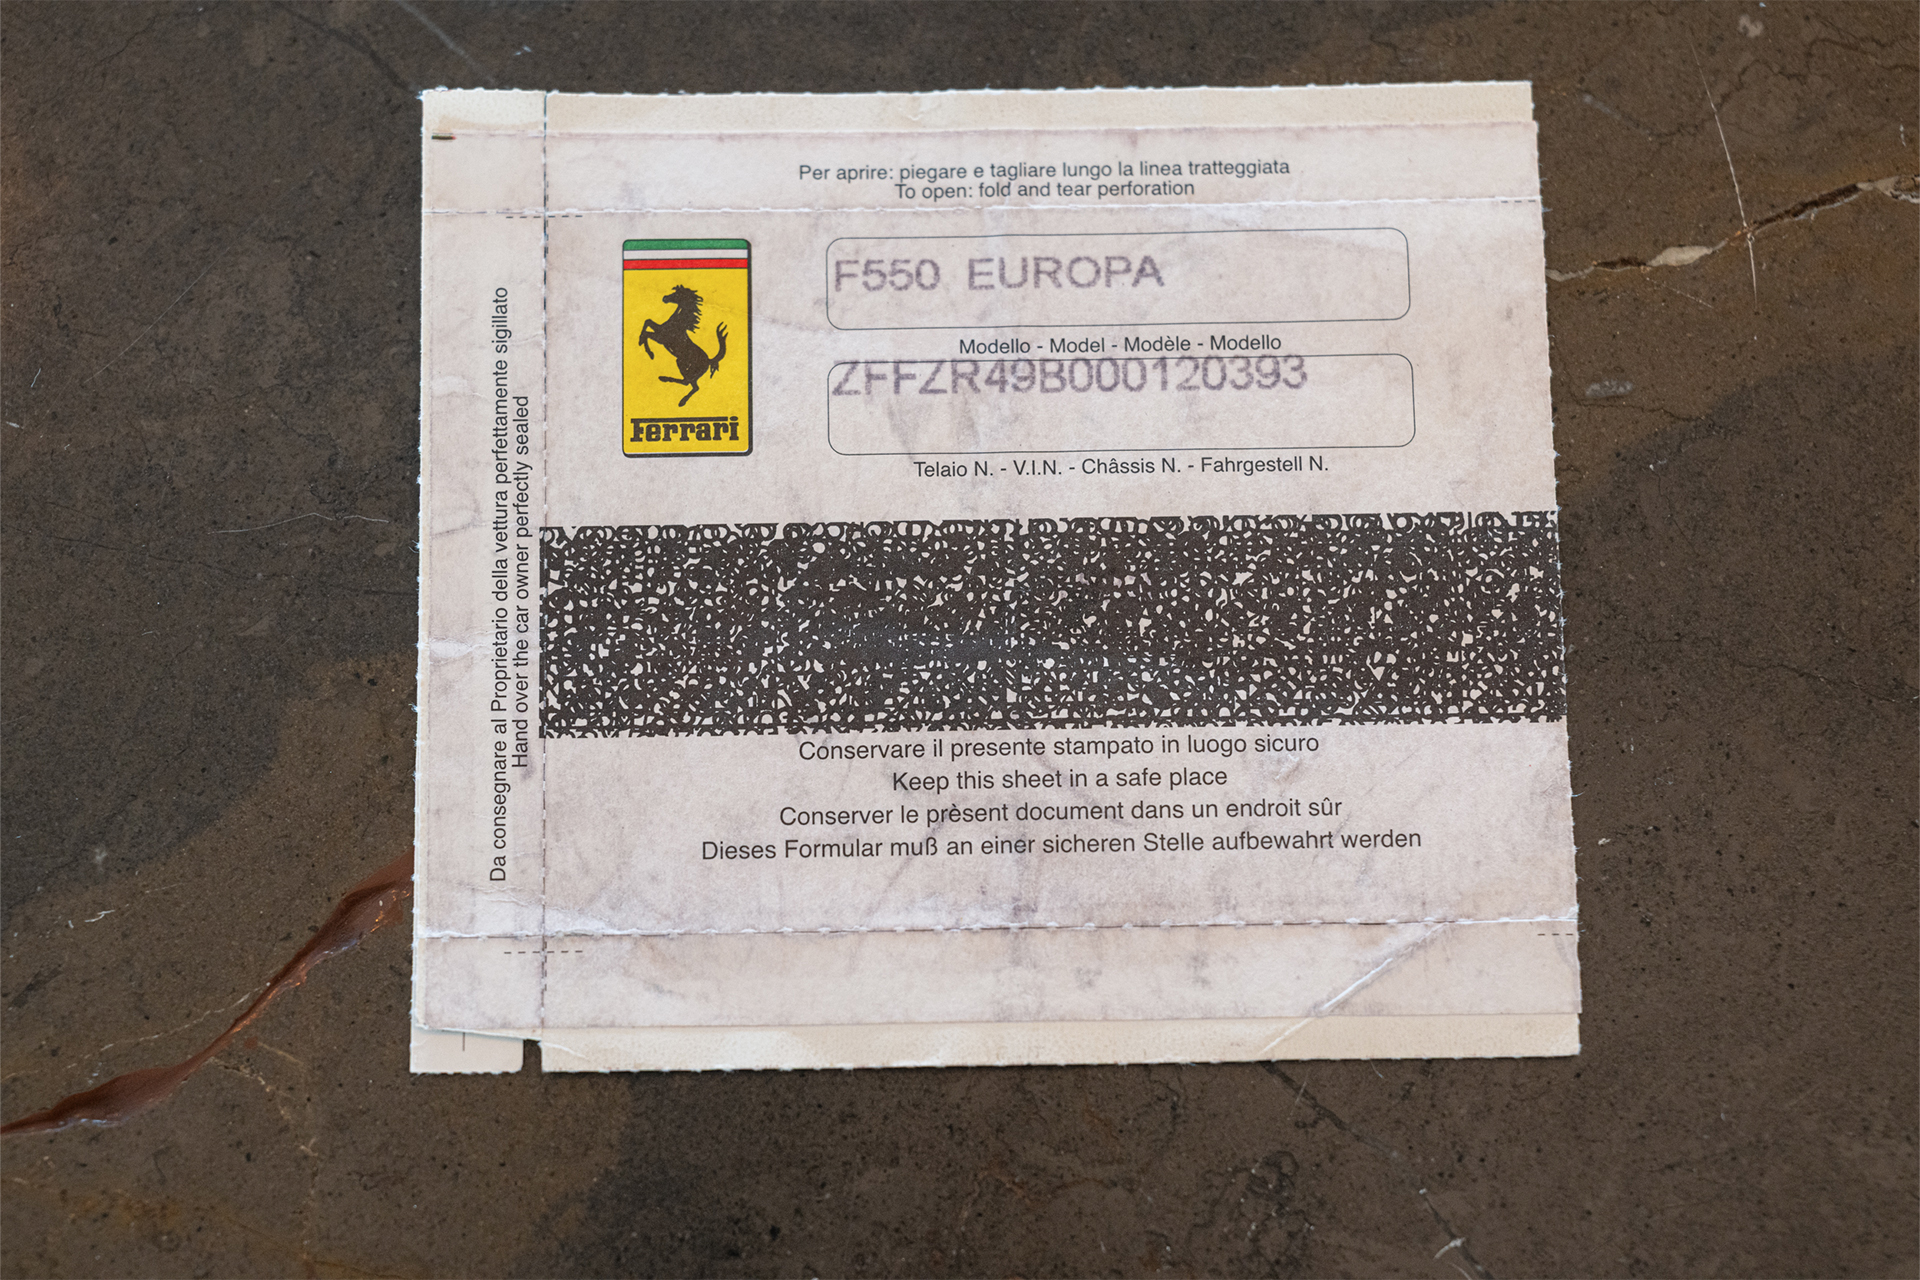 Per aprire: piegare e tagliare lungo la linea tratteggiata
To open: fold and tear perforation
Ferrari
F550 EUROPA
Modello - Model - Modèle - Modello
ZFFZR49B000120393
Telaio N. - V.I.N. - Châssis N. - Fahrgestell N.
Da consegnare al Proprietario della vettura perfettamente sigillato
Hand over the car owner perfectly sealed
Conservare il presente stampato in luogo sicuro
Keep this sheet in a safe place
Conserver le prèsent document dans un endroit sûr
Dieses Formular muß an einer sicheren Stelle aufbewahrt werden